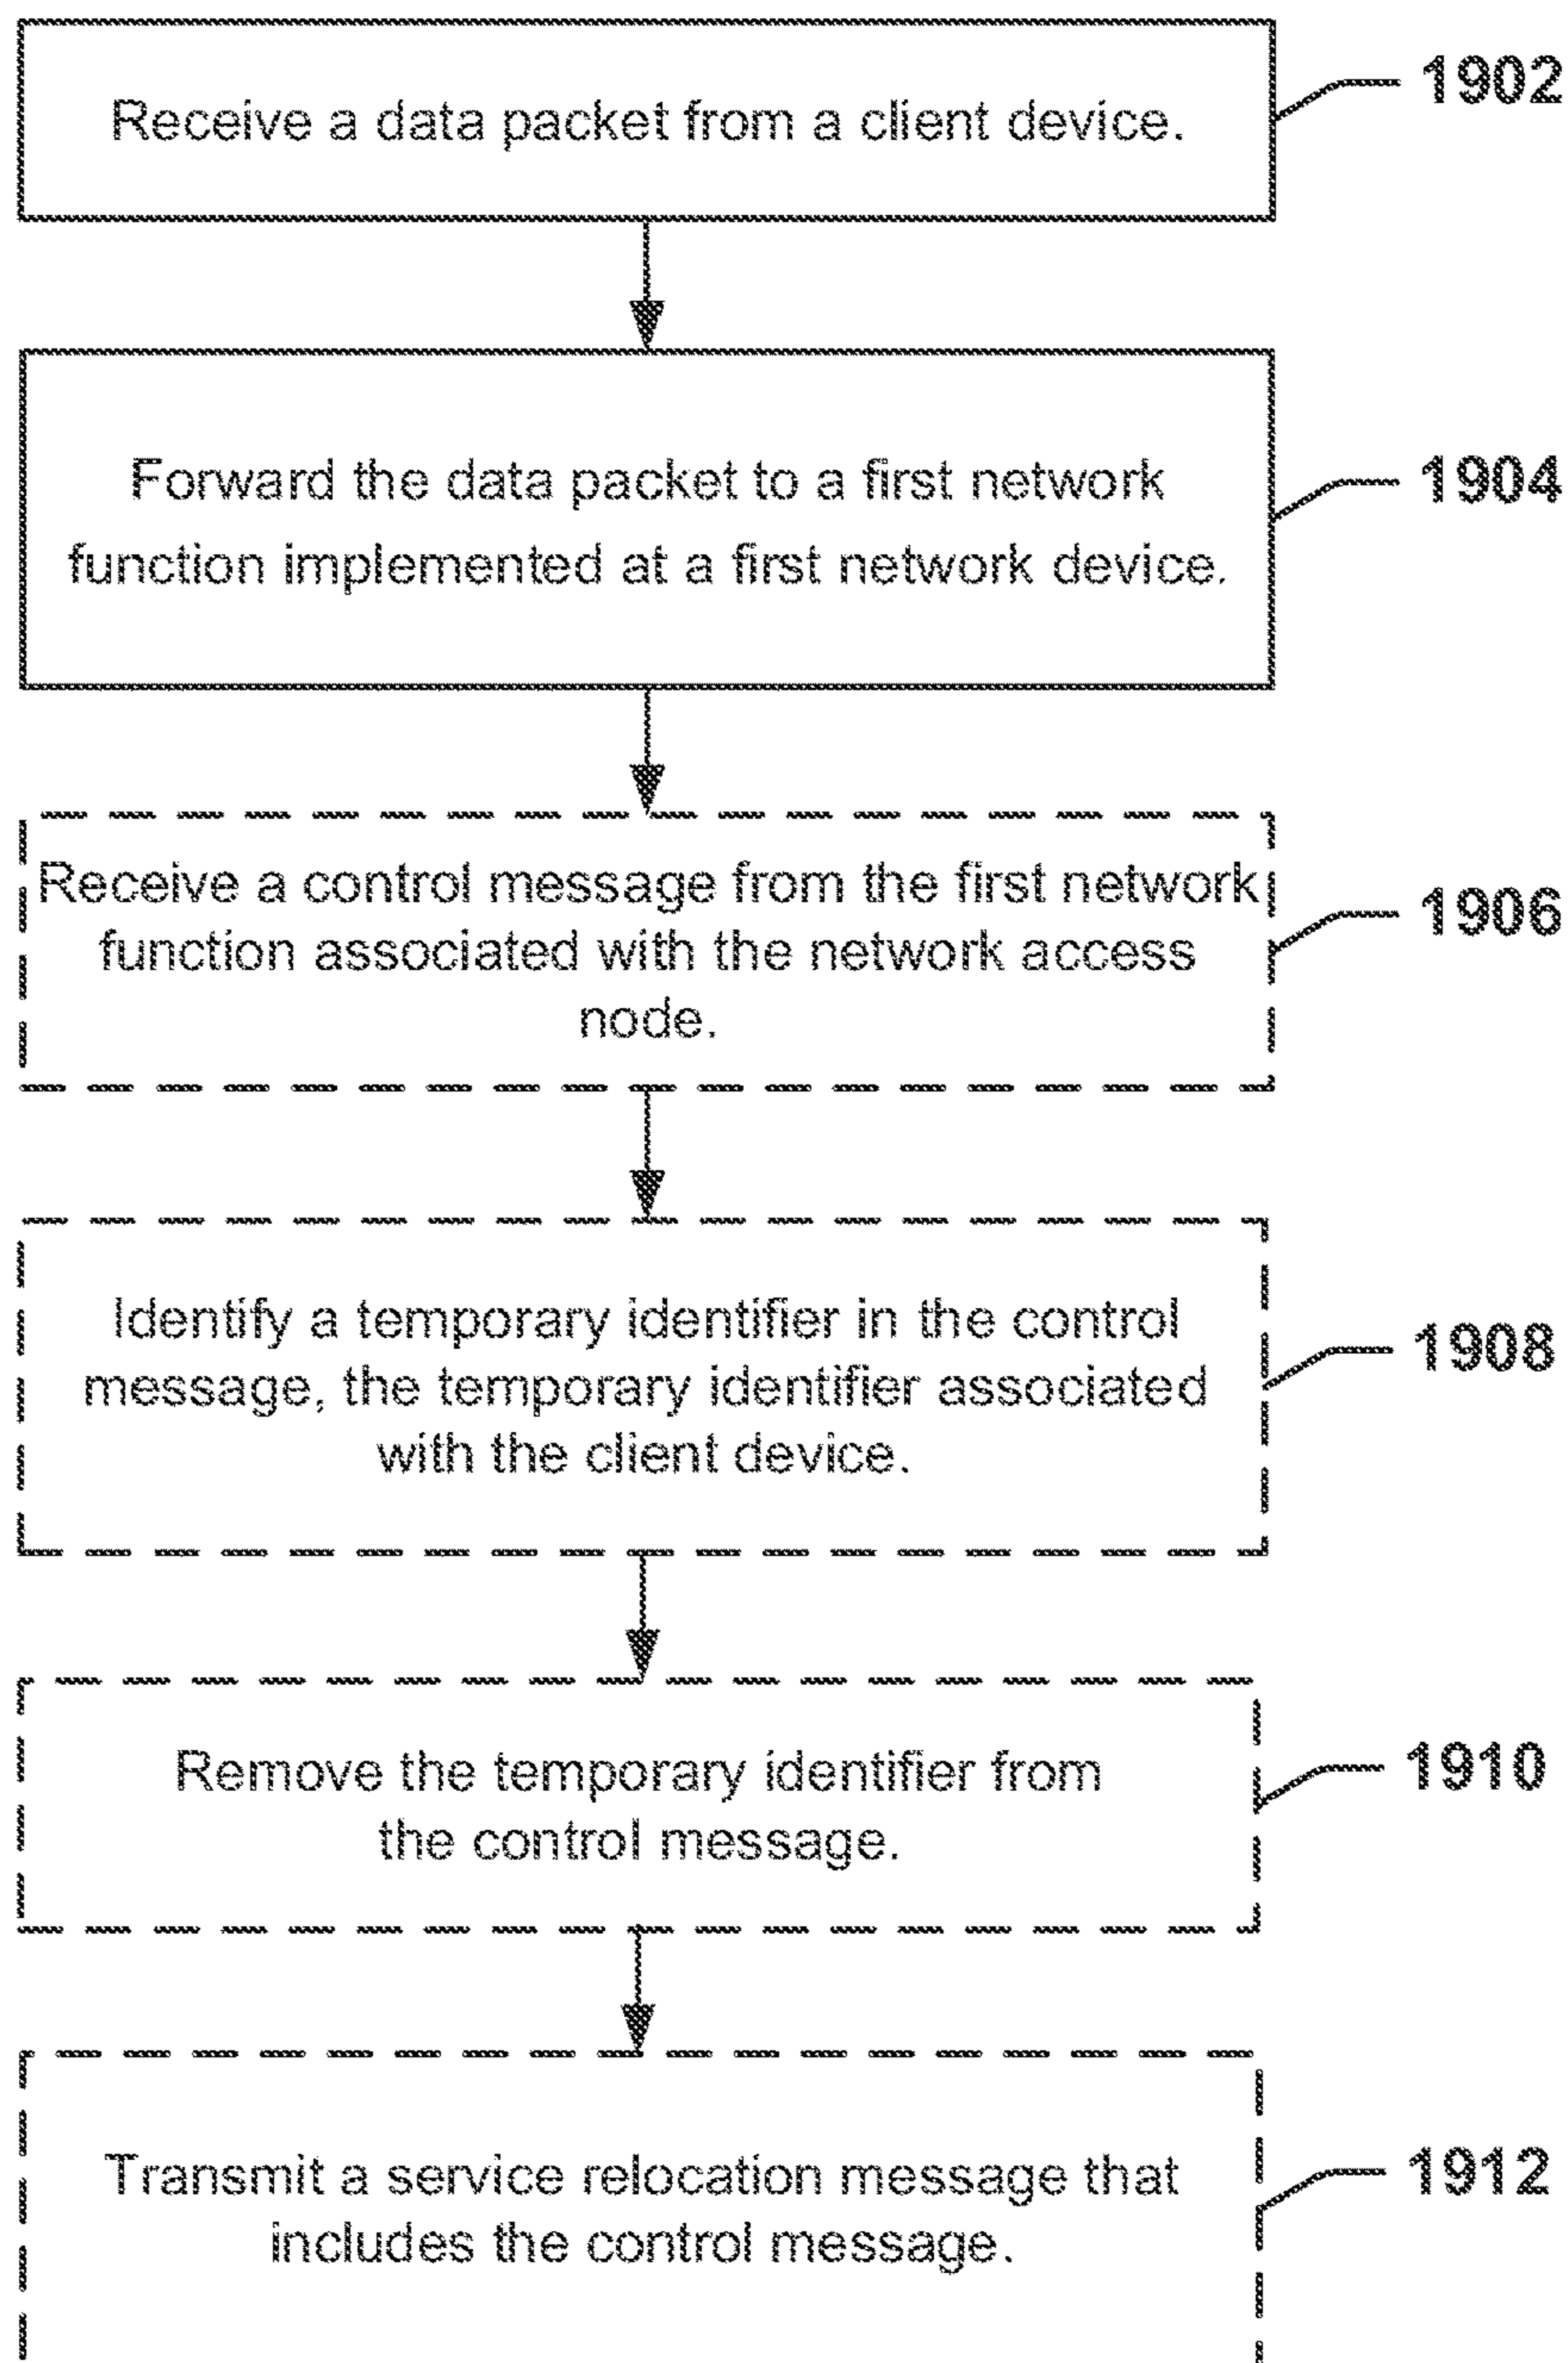 Receive a data packet from a client device.
1902
Forward the data packet to a first network
function implemented at a first network device.
1904
Receive a control message from the first network
function associated with the network access
node.
1906
Identify a temporary identifier in the control
message, the temporary identifier associated
with the client device.
1908
Remove the temporary identifier from
the control message.
1910
Transmit a service relocation message that
includes the control message.
1912